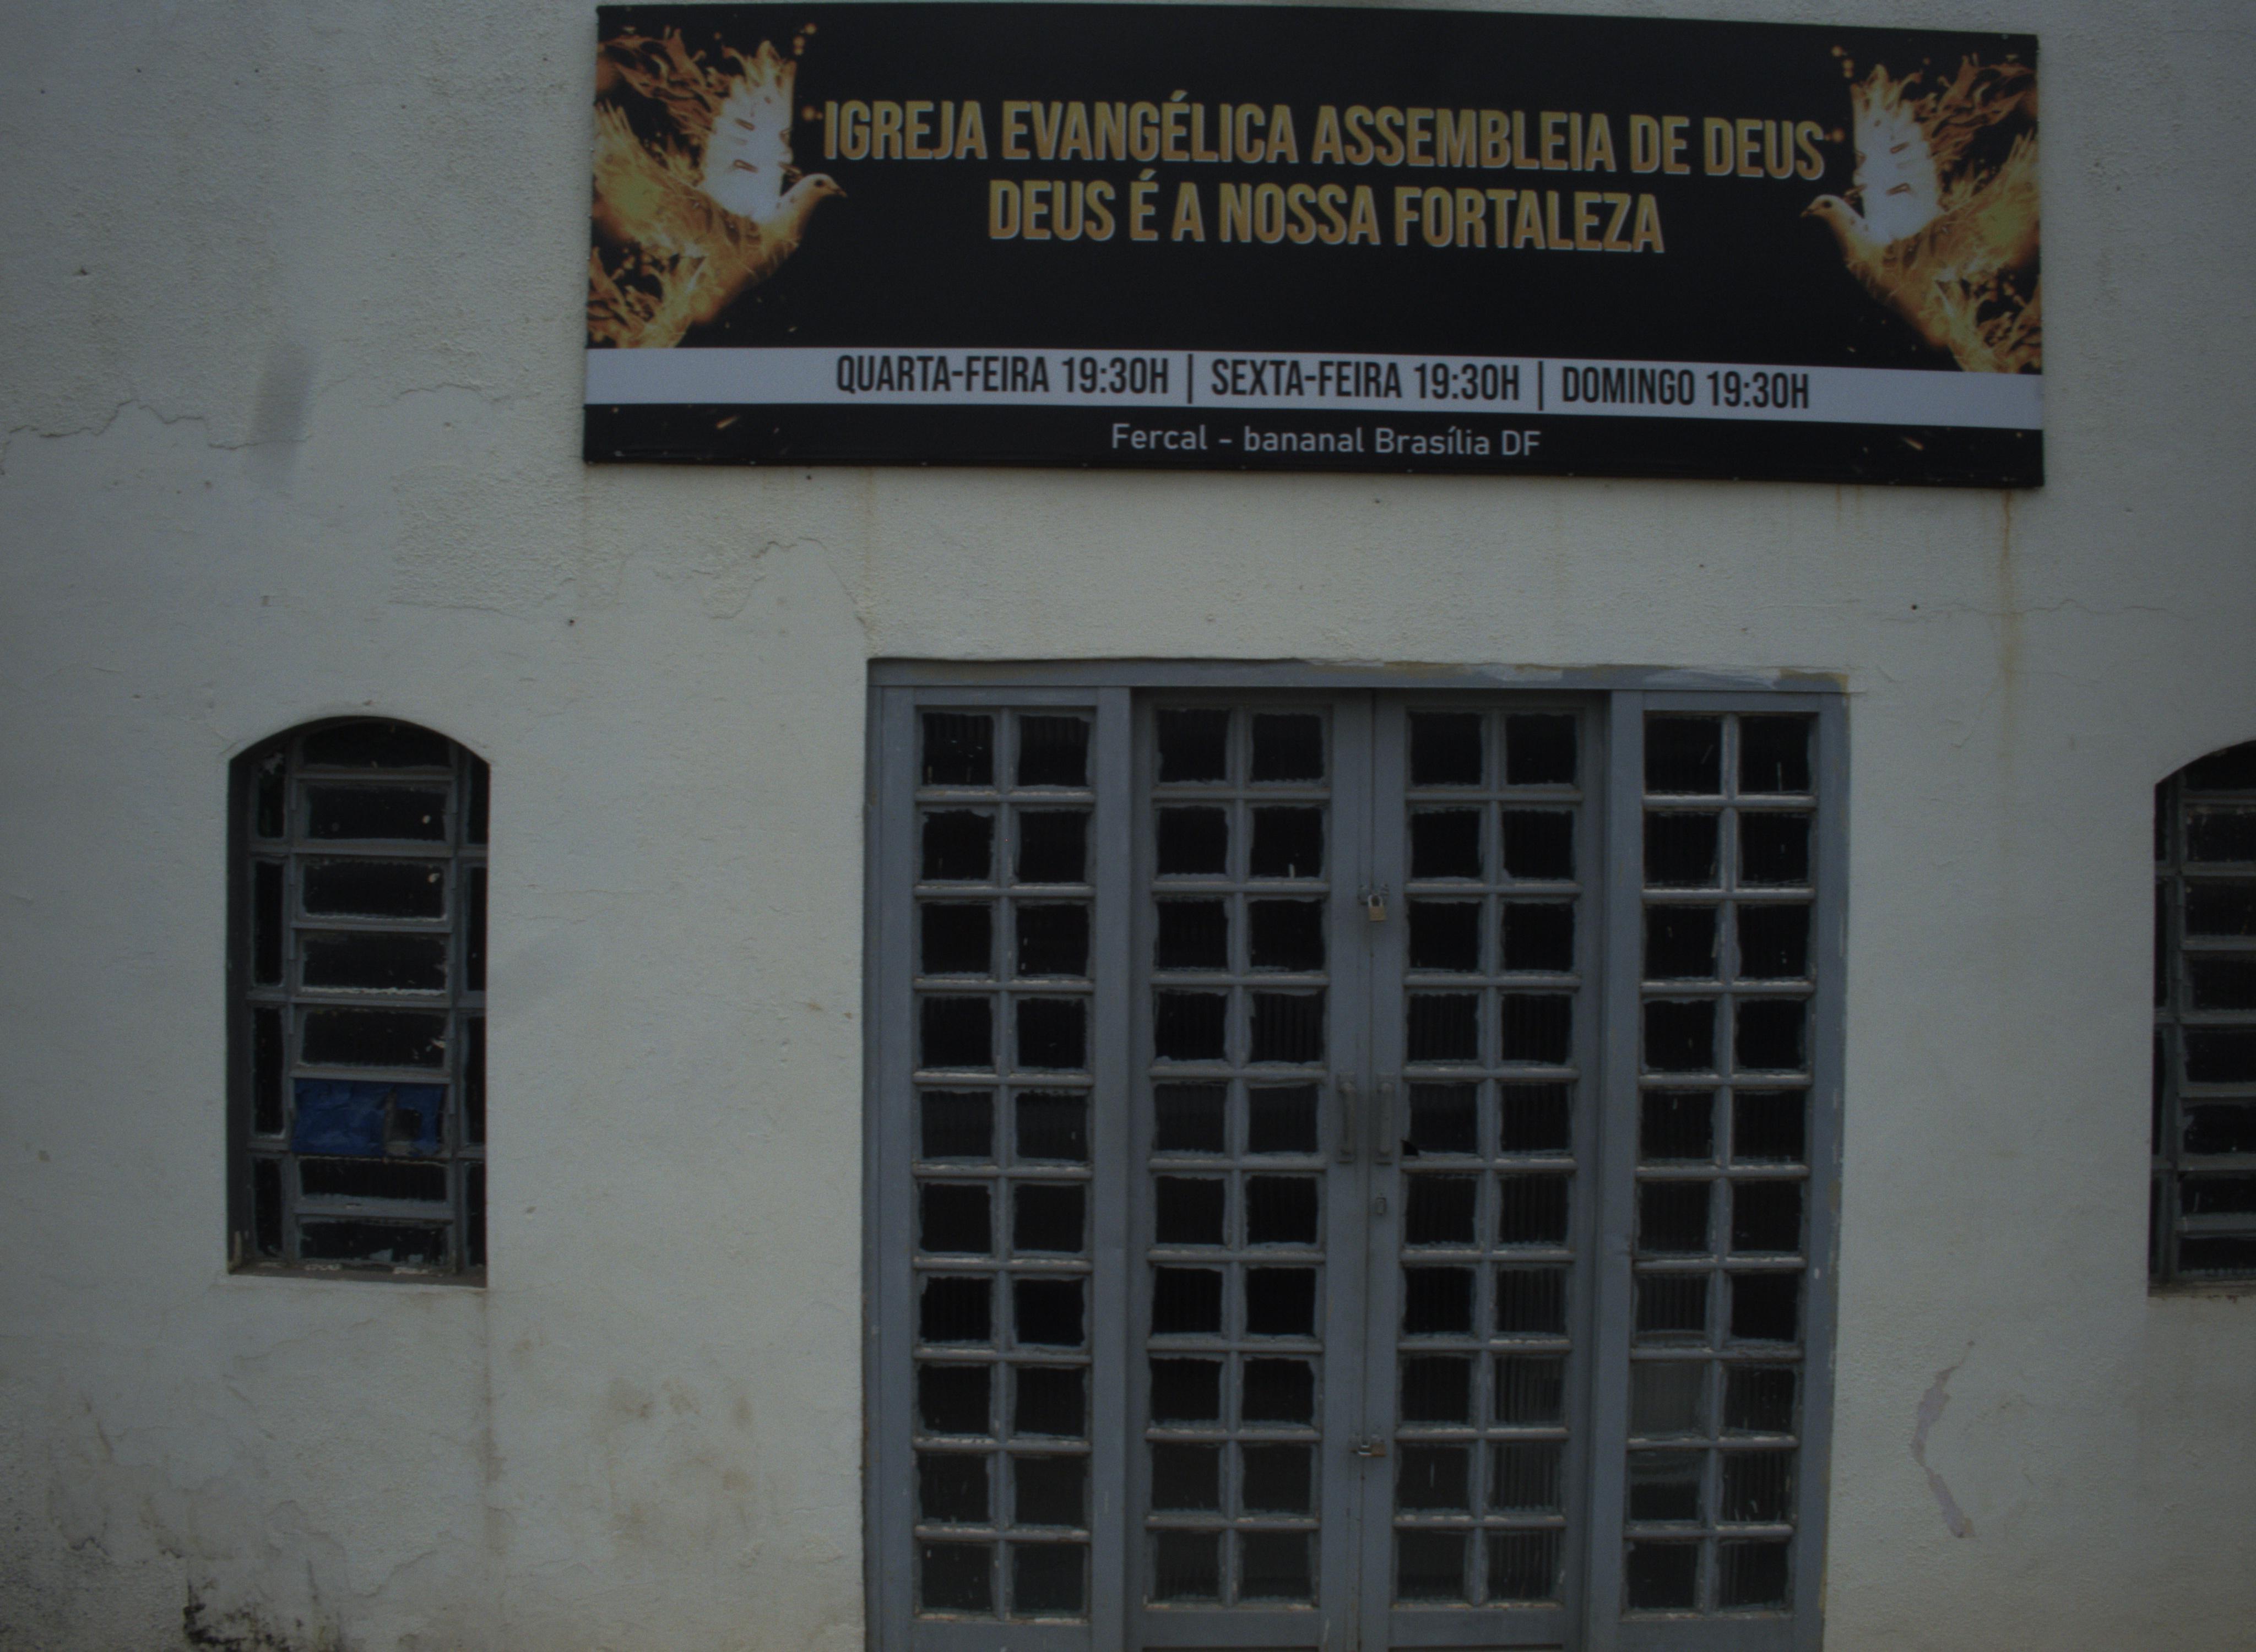 IGREJA EVANGÉLICA ASSEMBLEIA DE DEUS
DEUS É A NOSSA FORTALEZA
QUARTA-FEIRA 19:30H | SEXTA-FEIRA 19:30H | DOMINGO 19:30H
Fercal - bananal Brasília DF